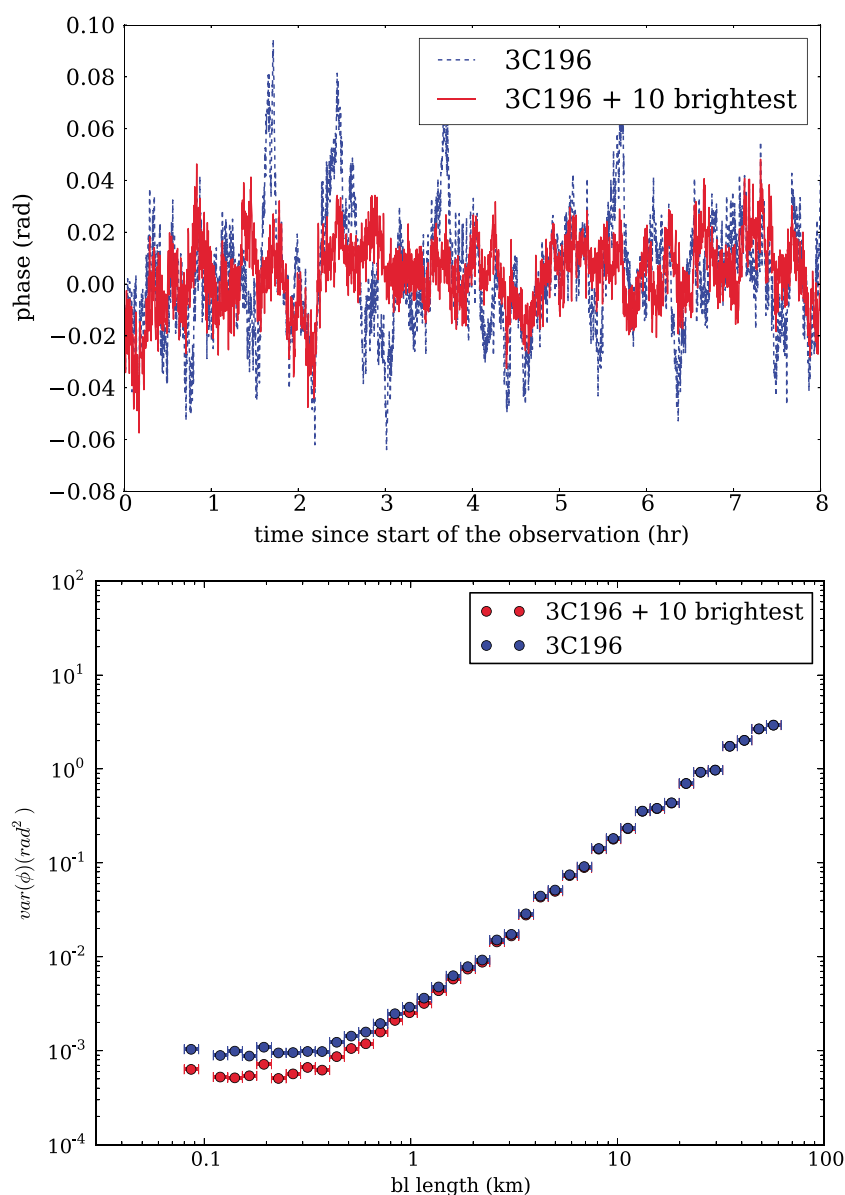 0.10
0.08
0.06
0.04
0.02
0.00
−0.02
−0.04
−0.06
−0.08
phase (rad)
3C196
3C196 + 10 brightest
0 1 2 3 4 5 6 7 8
time since start of the observation (hr)
10²
10¹
10⁰
10⁻¹
10⁻²
10⁻³
10⁻⁴
var(ϕ)(rad²)
3C196 + 10 brightest
3C196
0.1 1 10 100
bl length (km)